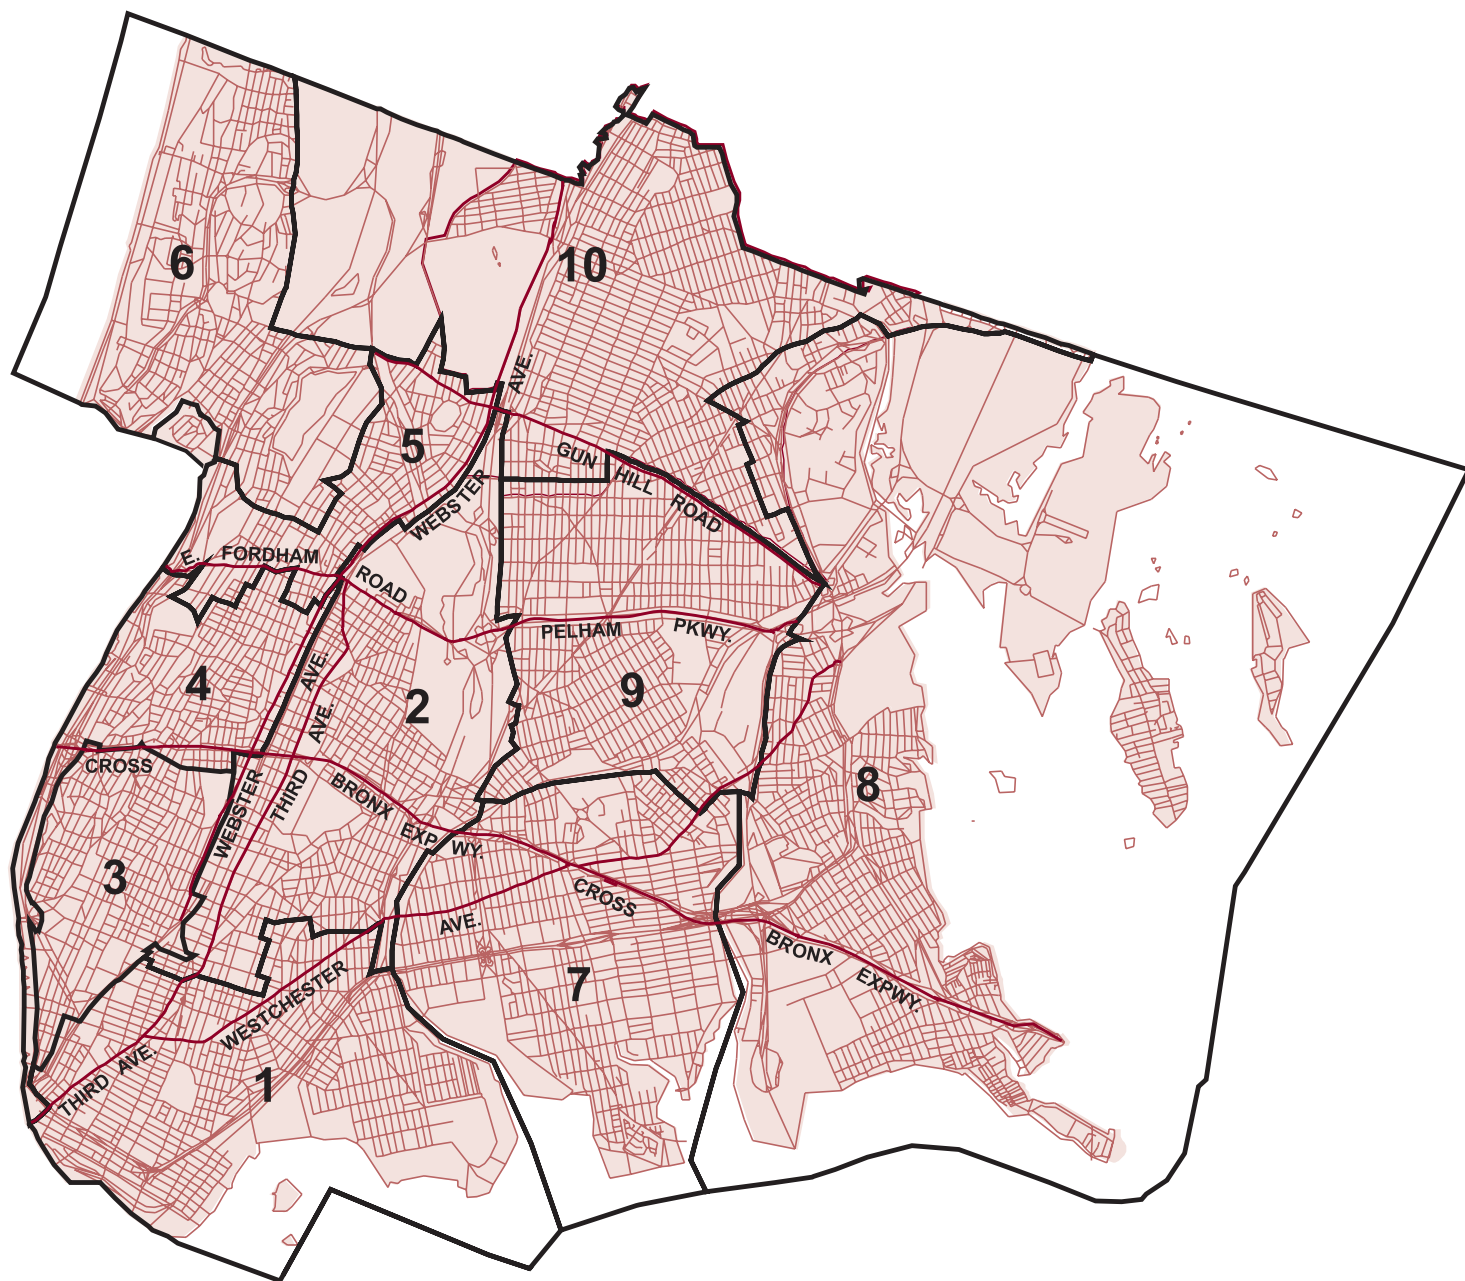 6
10
AVE.
5
GUN
HILL
ROAD
WEBSTER
E.
FORDHAM
ROAD
PELHAM
PKWY.
4
AVE.
2
9
AVE.
CROSS
WEBSTER
THIRD
BRONX
EXP WY.
8
3
CROSS
AVE.
BRONX
EXPWY.
7
WESTCHESTER
THIRD AVE.
1